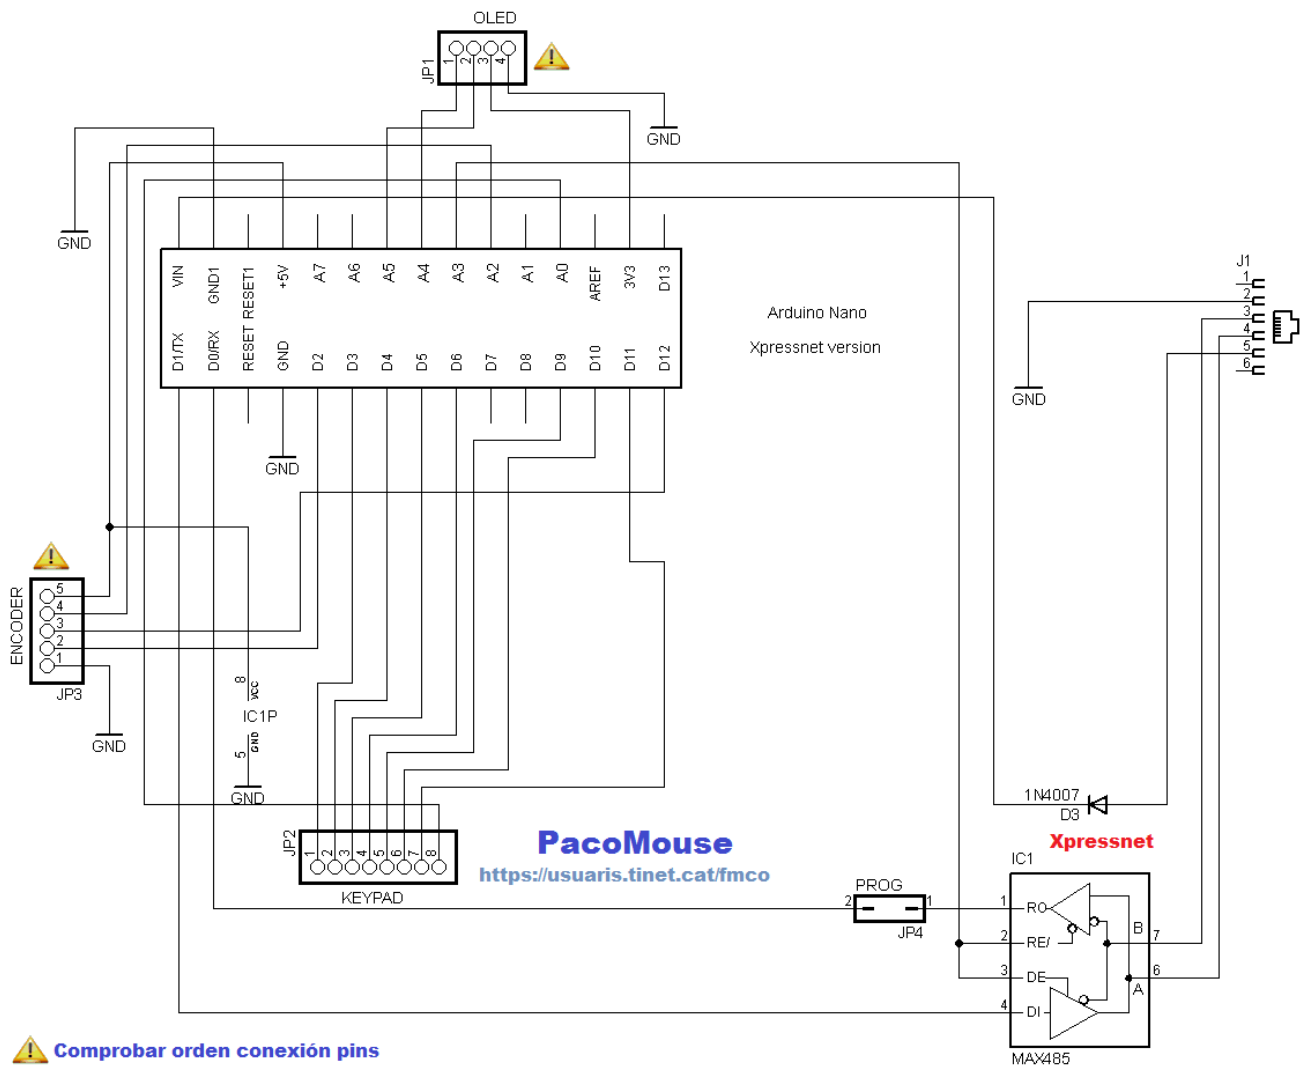 OLED
JP1
1 2 3 4
GND
GND
VIN GND1 RESET1 +5V A7 A6 A5 A4 A3 A2 A1 A0 AREF 3V3 D13
D1/TX D0/RX RESET GND D2 D3 D4 D5 D6 D7 D8 D9 D10 D11 D12
Arduino Nano
Xpressnet version
J1
1
2
3
4
5
6
GND
GND
ENCODER
5
4
3
2
1
JP3
GND
8
VCC
IC1P
5
GND
GND
JP2
1 2 3 4 5 6 7 8
KEYPAD
PacoMouse
https://usuaris.tinet.cat/fmco
1N4007
D3
Xpressnet
IC1
PROG
2 1
JP4
1 RO
2 RE/
3 DE
4 DI
B 7
6
A
MAX485
Comprobar orden conexión pins